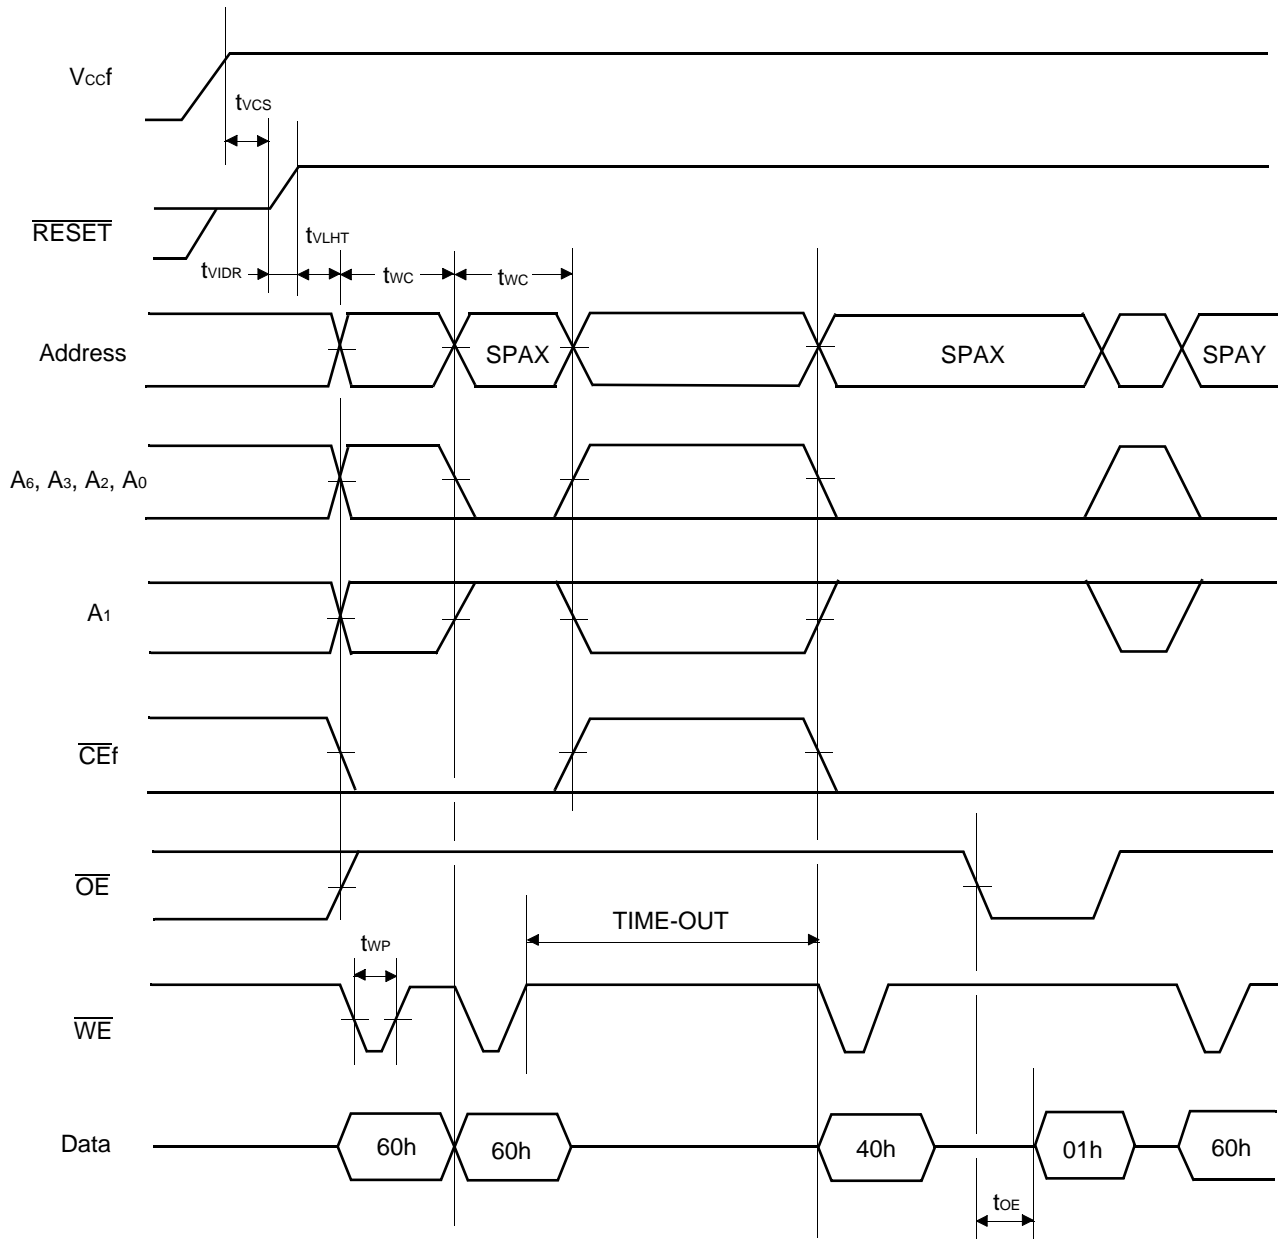 VCCf
tVCS
RESET
tVLHT
tVIDR
tWC
tWC
Address
SPAX
SPAX
SPAY
A6, A3, A2, A0
A1
CEf
OE
TIME-OUT
tWP
WE
Data
60h
60h
40h
01h
60h
tOE